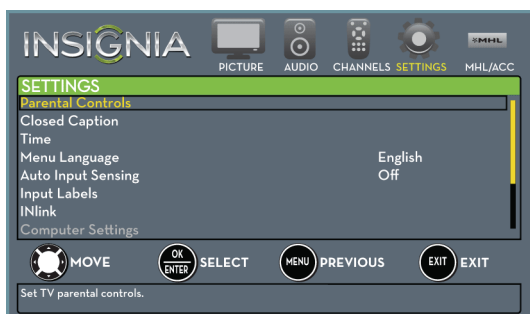 INSIGNIA
PICTURE AUDIO CHANNELS SETTINGS MHL/ACC
MHL
SETTINGS
Parental Controls
Closed Caption
Time
Menu Language English
Auto Input Sensing Off
Input Labels
INlink
Computer Settings
MOVE OK ENTER SELECT MENU PREVIOUS EXIT EXIT
Set TV parental controls.